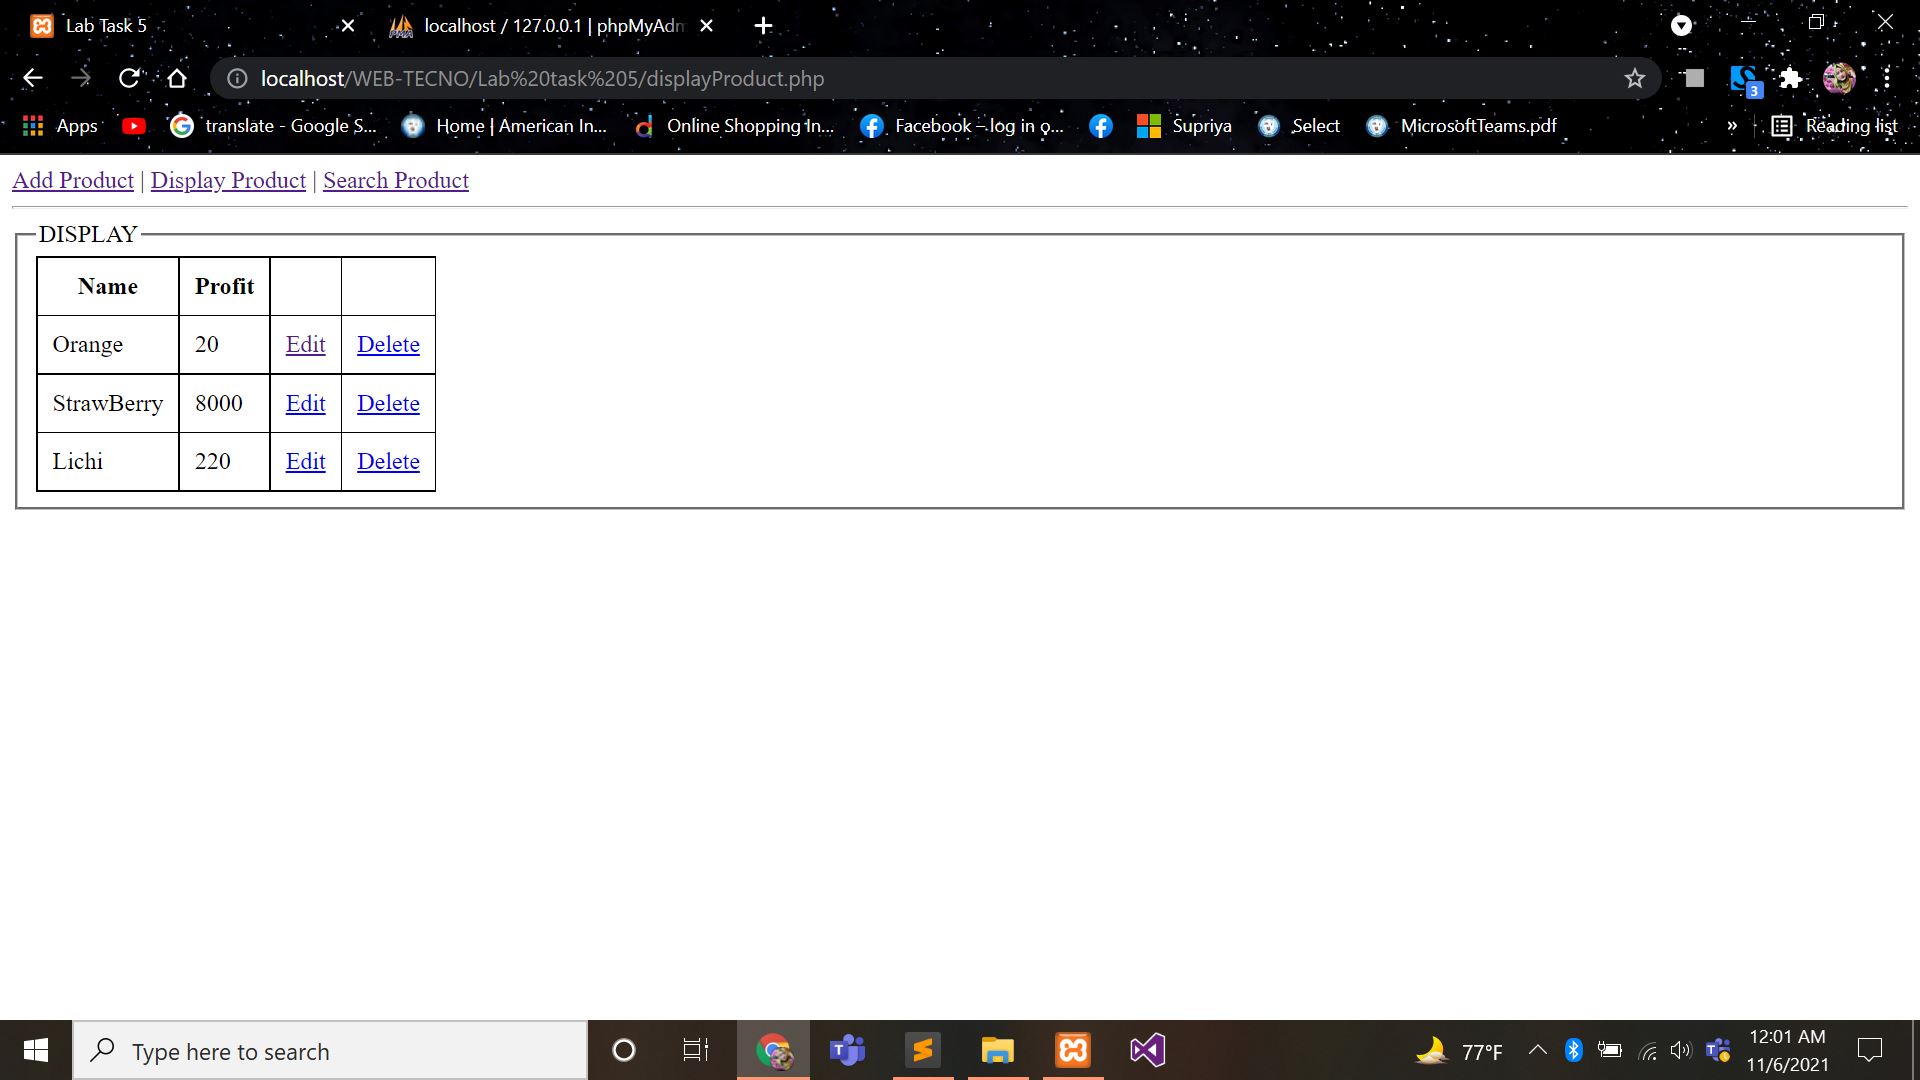 Lab Task 5
localhost / 127.0.0.1 | phpMyAdm
localhost/WEB-TECNO/Lab%20task%205/displayProduct.php
3
Apps translate - Google S... Home | American In... Online Shopping In... Facebook – log in o... Supriya Select MicrosoftTeams.pdf » Reading list
Add Product | Display Product | Search Product
DISPLAY
Name Profit
Orange 20 Edit Delete
StrawBerry 8000 Edit Delete
Lichi 220 Edit Delete
Type here to search
77°F
12:01 AM
11/6/2021